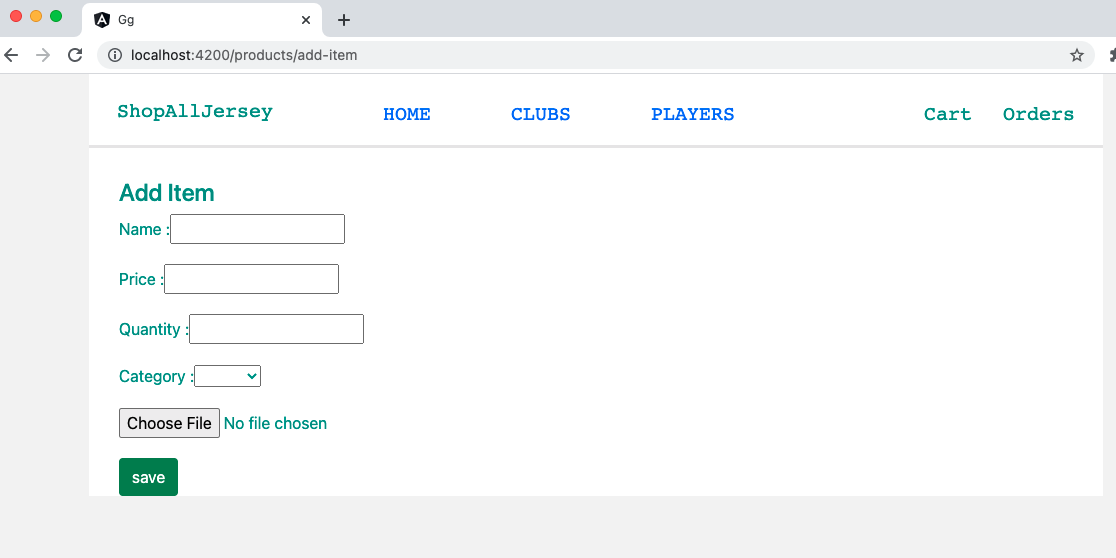 Gg
localhost:4200/products/add-item
ShopAllJersey HOME CLUBS PLAYERS Cart Orders
Add Item
Name :
Price :
Quantity :
Category :
Choose File No file chosen
save